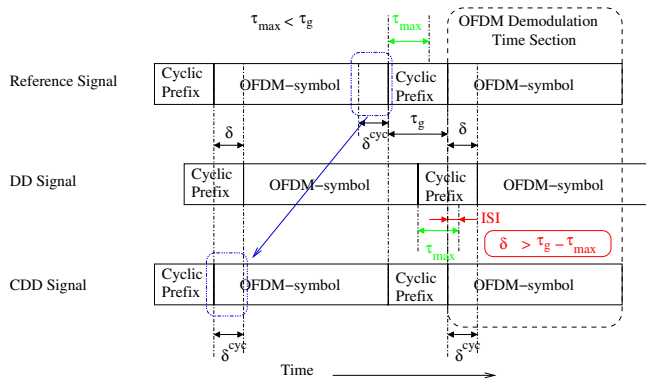 τmax < τg
τmax
OFDM Demodulation
Time Section
Reference Signal
Cyclic
Prefix
OFDM−symbol
Cyclic
Prefix
OFDM−symbol
δ
δcyc
τg
δ
DD Signal
Cyclic
Prefix
OFDM−symbol
Cyclic
Prefix
OFDM−symbol
ISI
τmax
δ > τg − τmax
CDD Signal
Cyclic
Prefix
OFDM−symbol
Cyclic
Prefix
OFDM−symbol
δcyc
δcyc
Time